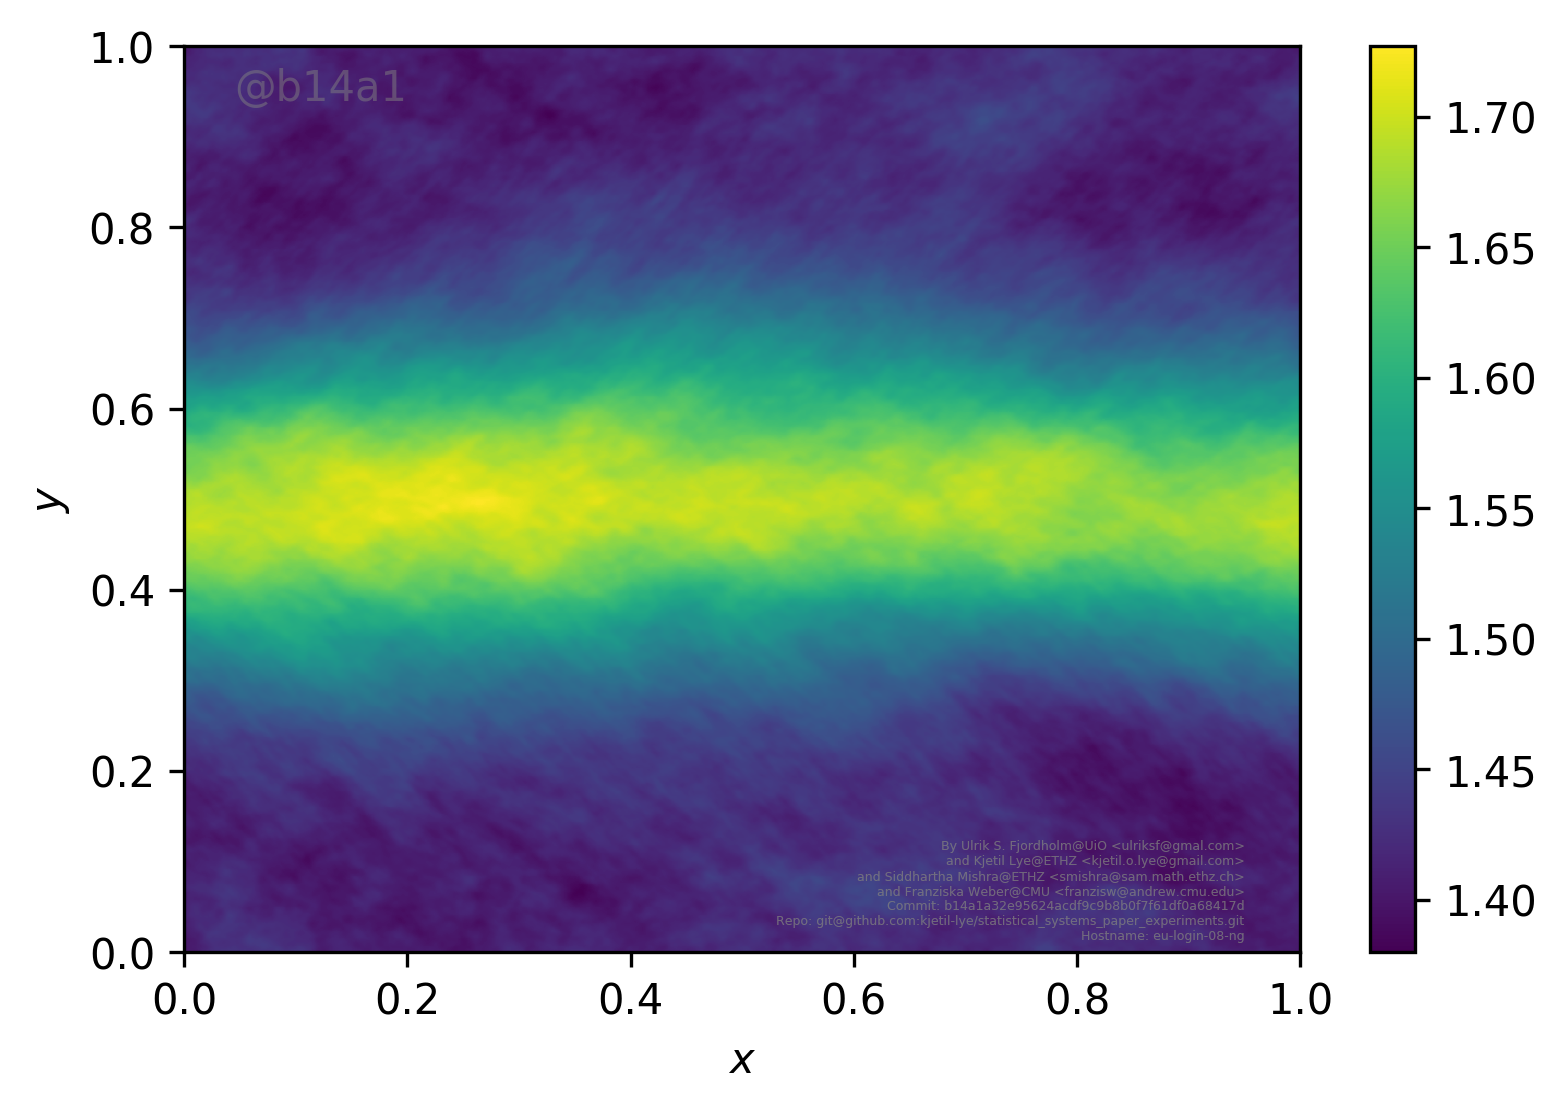 @b14a1
1.0
0.8
0.6
0.4
0.2
0.0
y
0.0 0.2 0.4 0.6 0.8 1.0
x
1.70
1.65
1.60
1.55
1.50
1.45
1.40
By Ulrik S. Fjordholm@UiO <ulriksf@gmal.com>
and Kjetil Lye@ETHZ <kjetil.o.lye@gmail.com>
and Siddhartha Mishra@ETHZ <smishra@sam.math.ethz.ch>
and Franziska Weber@CMU <franzisw@andrew.cmu.edu>
Commit: b14a1a32e95624acdf9c9b8b0f7f61df0a68417d
Repo: git@github.com:kjetil-lye/statistical_systems_paper_experiments.git
Hostname: eu-login-08-ng